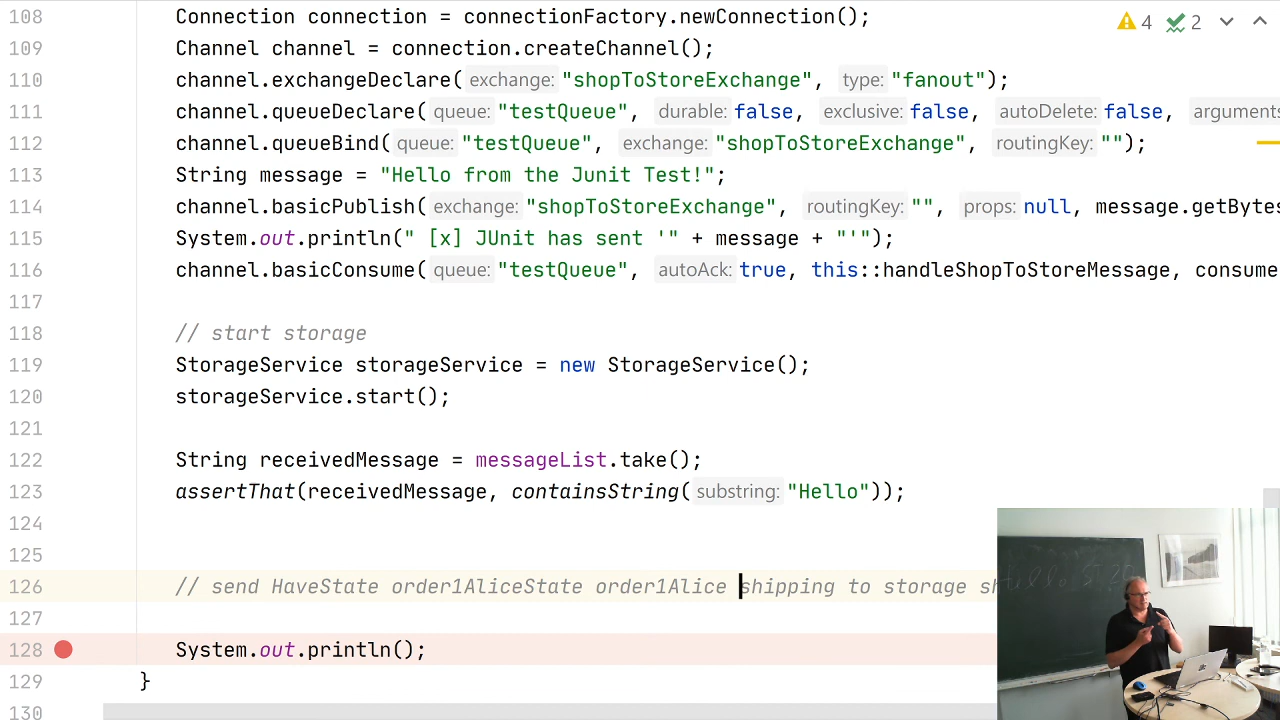 108 Connection connection = connectionFactory.newConnection();
4 2
109 Channel channel = connection.createChannel();
110 channel.exchangeDeclare( exchange: "shopToStoreExchange", type: "fanout");
111 channel.queueDeclare( queue: "testQueue", durable: false, exclusive: false, autoDelete: false, arguments
112 channel.queueBind( queue: "testQueue", exchange: "shopToStoreExchange", routingKey: "");
113 String message = "Hello from the Junit Test!";
114 channel.basicPublish( exchange: "shopToStoreExchange", routingKey: "", props: null, message.getBytes
115 System.out.println(" [x] JUnit has sent '" + message + "'");
116 channel.basicConsume( queue: "testQueue", autoAck: true, this::handleShopToStoreMessage, consume
117
118 // start storage
119 StorageService storageService = new StorageService();
120 storageService.start();
121
122 String receivedMessage = messageList.take();
123 assertThat(receivedMessage, containsString( substring: "Hello"));
124
125
126 // send HaveState order1AliceState order1Alice shipping to storage sh
127
128 System.out.println();
129 }
130